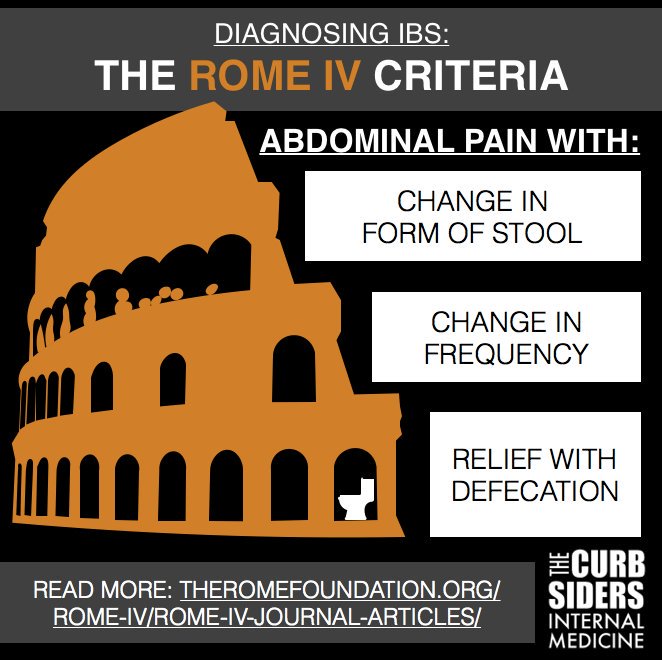 DIAGNOSING IBS:
THE ROME IV CRITERIA
ABDOMINAL PAIN WITH:
CHANGE IN
FORM OF STOOL
CHANGE IN
FREQUENCY
RELIEF WITH
DEFECATION
READ MORE: THEROMEFOUNDATION.ORG/
ROME-IV/ROME-IV-JOURNAL-ARTICLES/
THE CURB
SIDERS
INTERNAL
MEDICINE